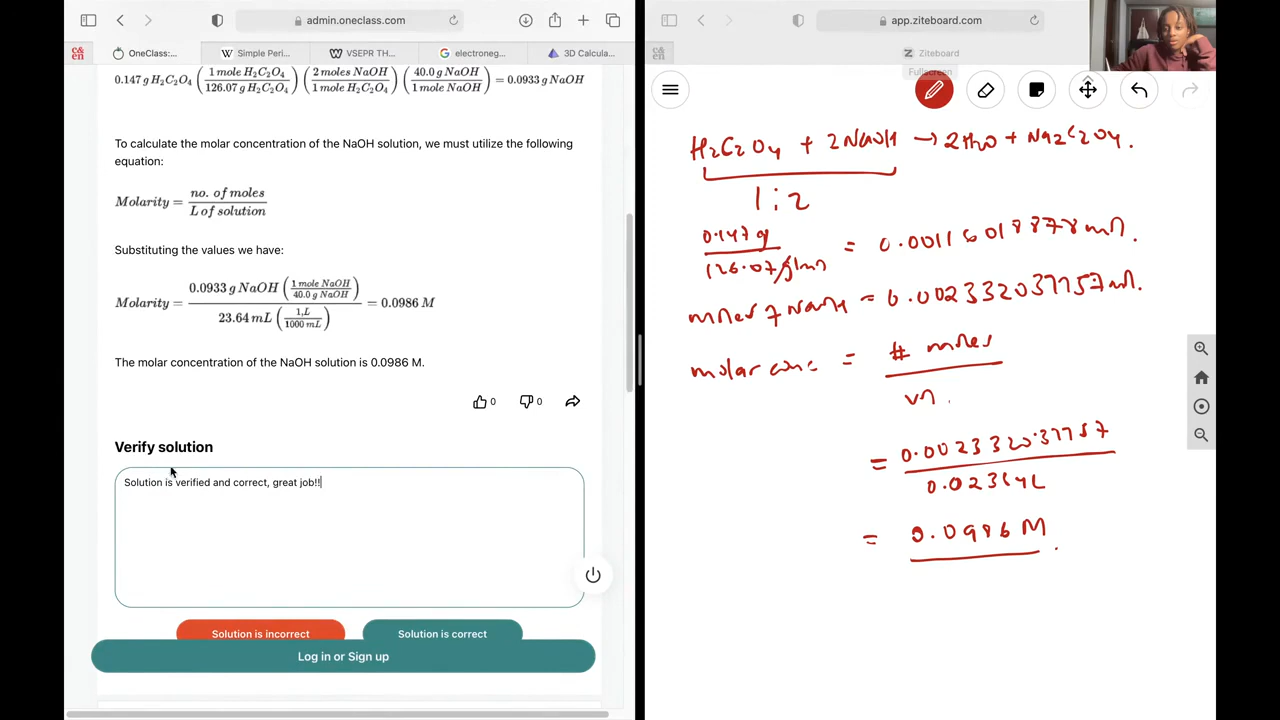 admin.oneclass.com
app.ziteboard.com
OneClass:...
Simple Peri...
VSEPR TH...
electroneg...
3D Calcula...
Ziteboard
Fullscreen
0.147 g H₂C₂O₄ (1 mole H₂C₂O₄ / 126.07 g H₂C₂O₄) (2 moles NaOH / 1 mole H₂C₂O₄) (40.0 g NaOH / 1 mole NaOH) = 0.0933 g NaOH
To calculate the molar concentration of the NaOH solution, we must utilize the following
equation:
Molarity = no. of moles / L of solution
Substituting the values we have:
Molarity = 0.0933 g NaOH (1 mole NaOH / 40.0 g NaOH) / 23.64 mL (1,L / 1000 mL) = 0.0986 M
The molar concentration of the NaOH solution is 0.0986 M.
0
0
Verify solution
Solution is verified and correct, great job!!
Solution is incorrect
Solution is correct
Log in or Sign up
H₂C₂O₄ + 2NaOH → 2H₂O + Na₂C₂O₄.
1 : 2
0.147 g / 126.07 g/mol = 0.00116018878 mol.
moles of NaOH = 0.00233203757 mol.
molar conc = # moles / vol.
= 0.00233203757 / 0.02364L
= 0.0986 M.